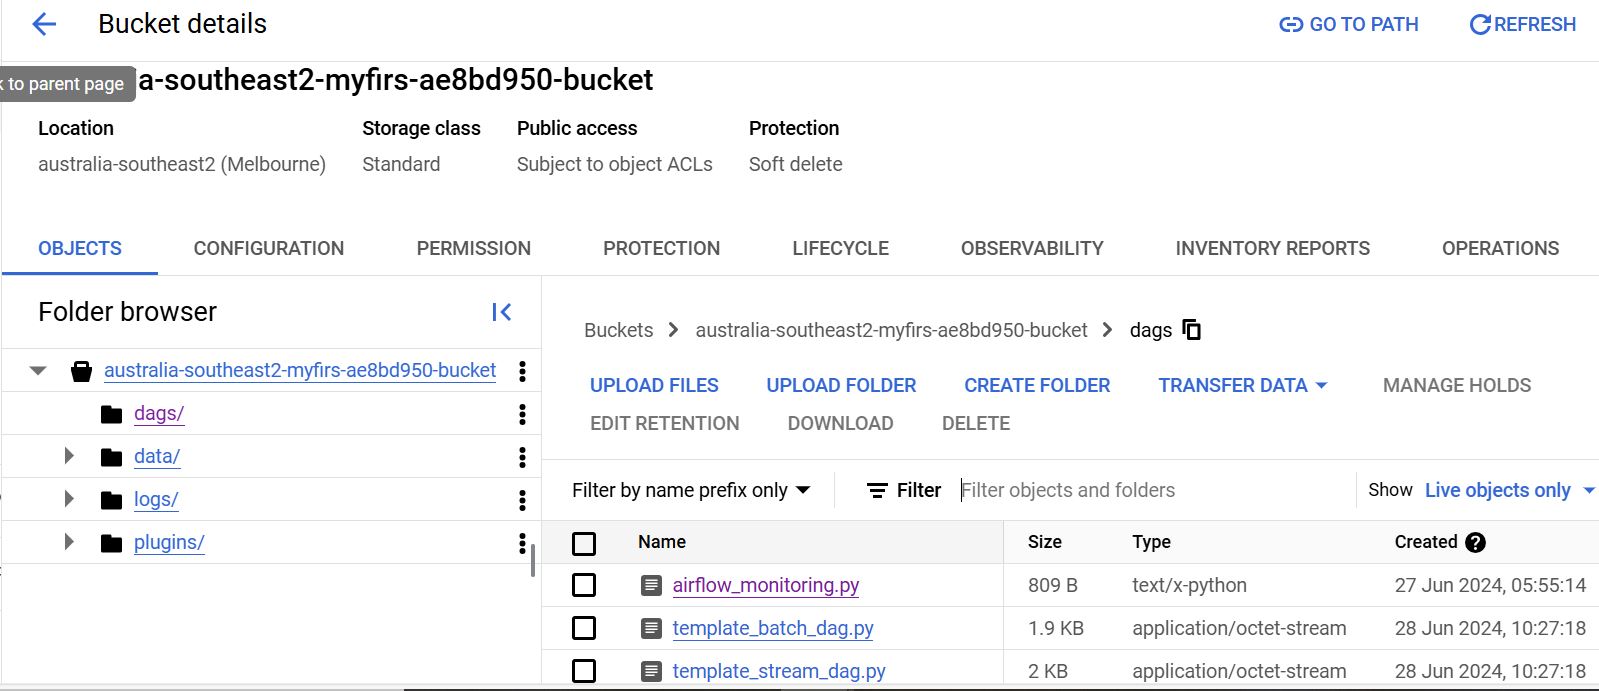 Bucket details
GO TO PATH
REFRESH
to parent page
a-southeast2-myfirs-ae8bd950-bucket
Location
Storage class
Public access
Protection
australia-southeast2 (Melbourne)
Standard
Subject to object ACLs
Soft delete
OBJECTS
CONFIGURATION
PERMISSION
PROTECTION
LIFECYCLE
OBSERVABILITY
INVENTORY REPORTS
OPERATIONS
Folder browser
australia-southeast2-myfirs-ae8bd950-bucket
dags/
data/
logs/
plugins/
Buckets > australia-southeast2-myfirs-ae8bd950-bucket > dags
UPLOAD FILES
UPLOAD FOLDER
CREATE FOLDER
TRANSFER DATA
MANAGE HOLDS
EDIT RETENTION
DOWNLOAD
DELETE
Filter by name prefix only
Filter
Filter objects and folders
Show
Live objects only
Name Size Type Created
airflow_monitoring.py 809 B text/x-python 27 Jun 2024, 05:55:14
template_batch_dag.py 1.9 KB application/octet-stream 28 Jun 2024, 10:27:18
template_stream_dag.py 2 KB application/octet-stream 28 Jun 2024, 10:27:18